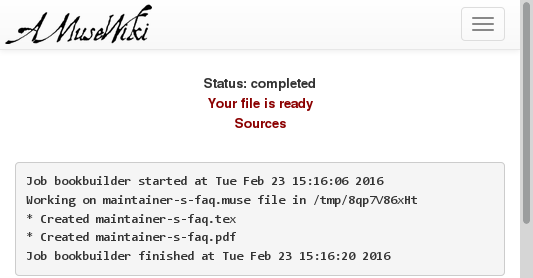 AMuseWiki
Status: completed
Your file is ready
Sources
Job bookbuilder started at Tue Feb 23 15:16:06 2016
Working on maintainer-s-faq.muse file in /tmp/8qp7V86xHt
* Created maintainer-s-faq.tex
* Created maintainer-s-faq.pdf
Job bookbuilder finished at Tue Feb 23 15:16:20 2016